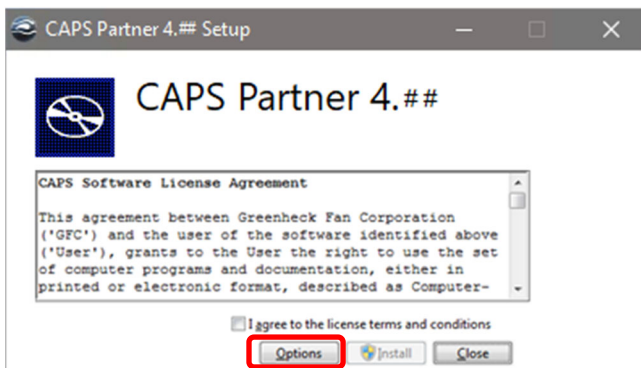 CAPS Partner 4.## Setup
CAPS Partner 4.##
CAPS Software License Agreement
This agreement between Greenheck Fan Corporation
('GFC') and the user of the software identified above
('User'), grants to the User the right to use the set
of computer programs and documentation, either in
printed or electronic format, described as Computer-
I agree to the license terms and conditions
Options Install Close